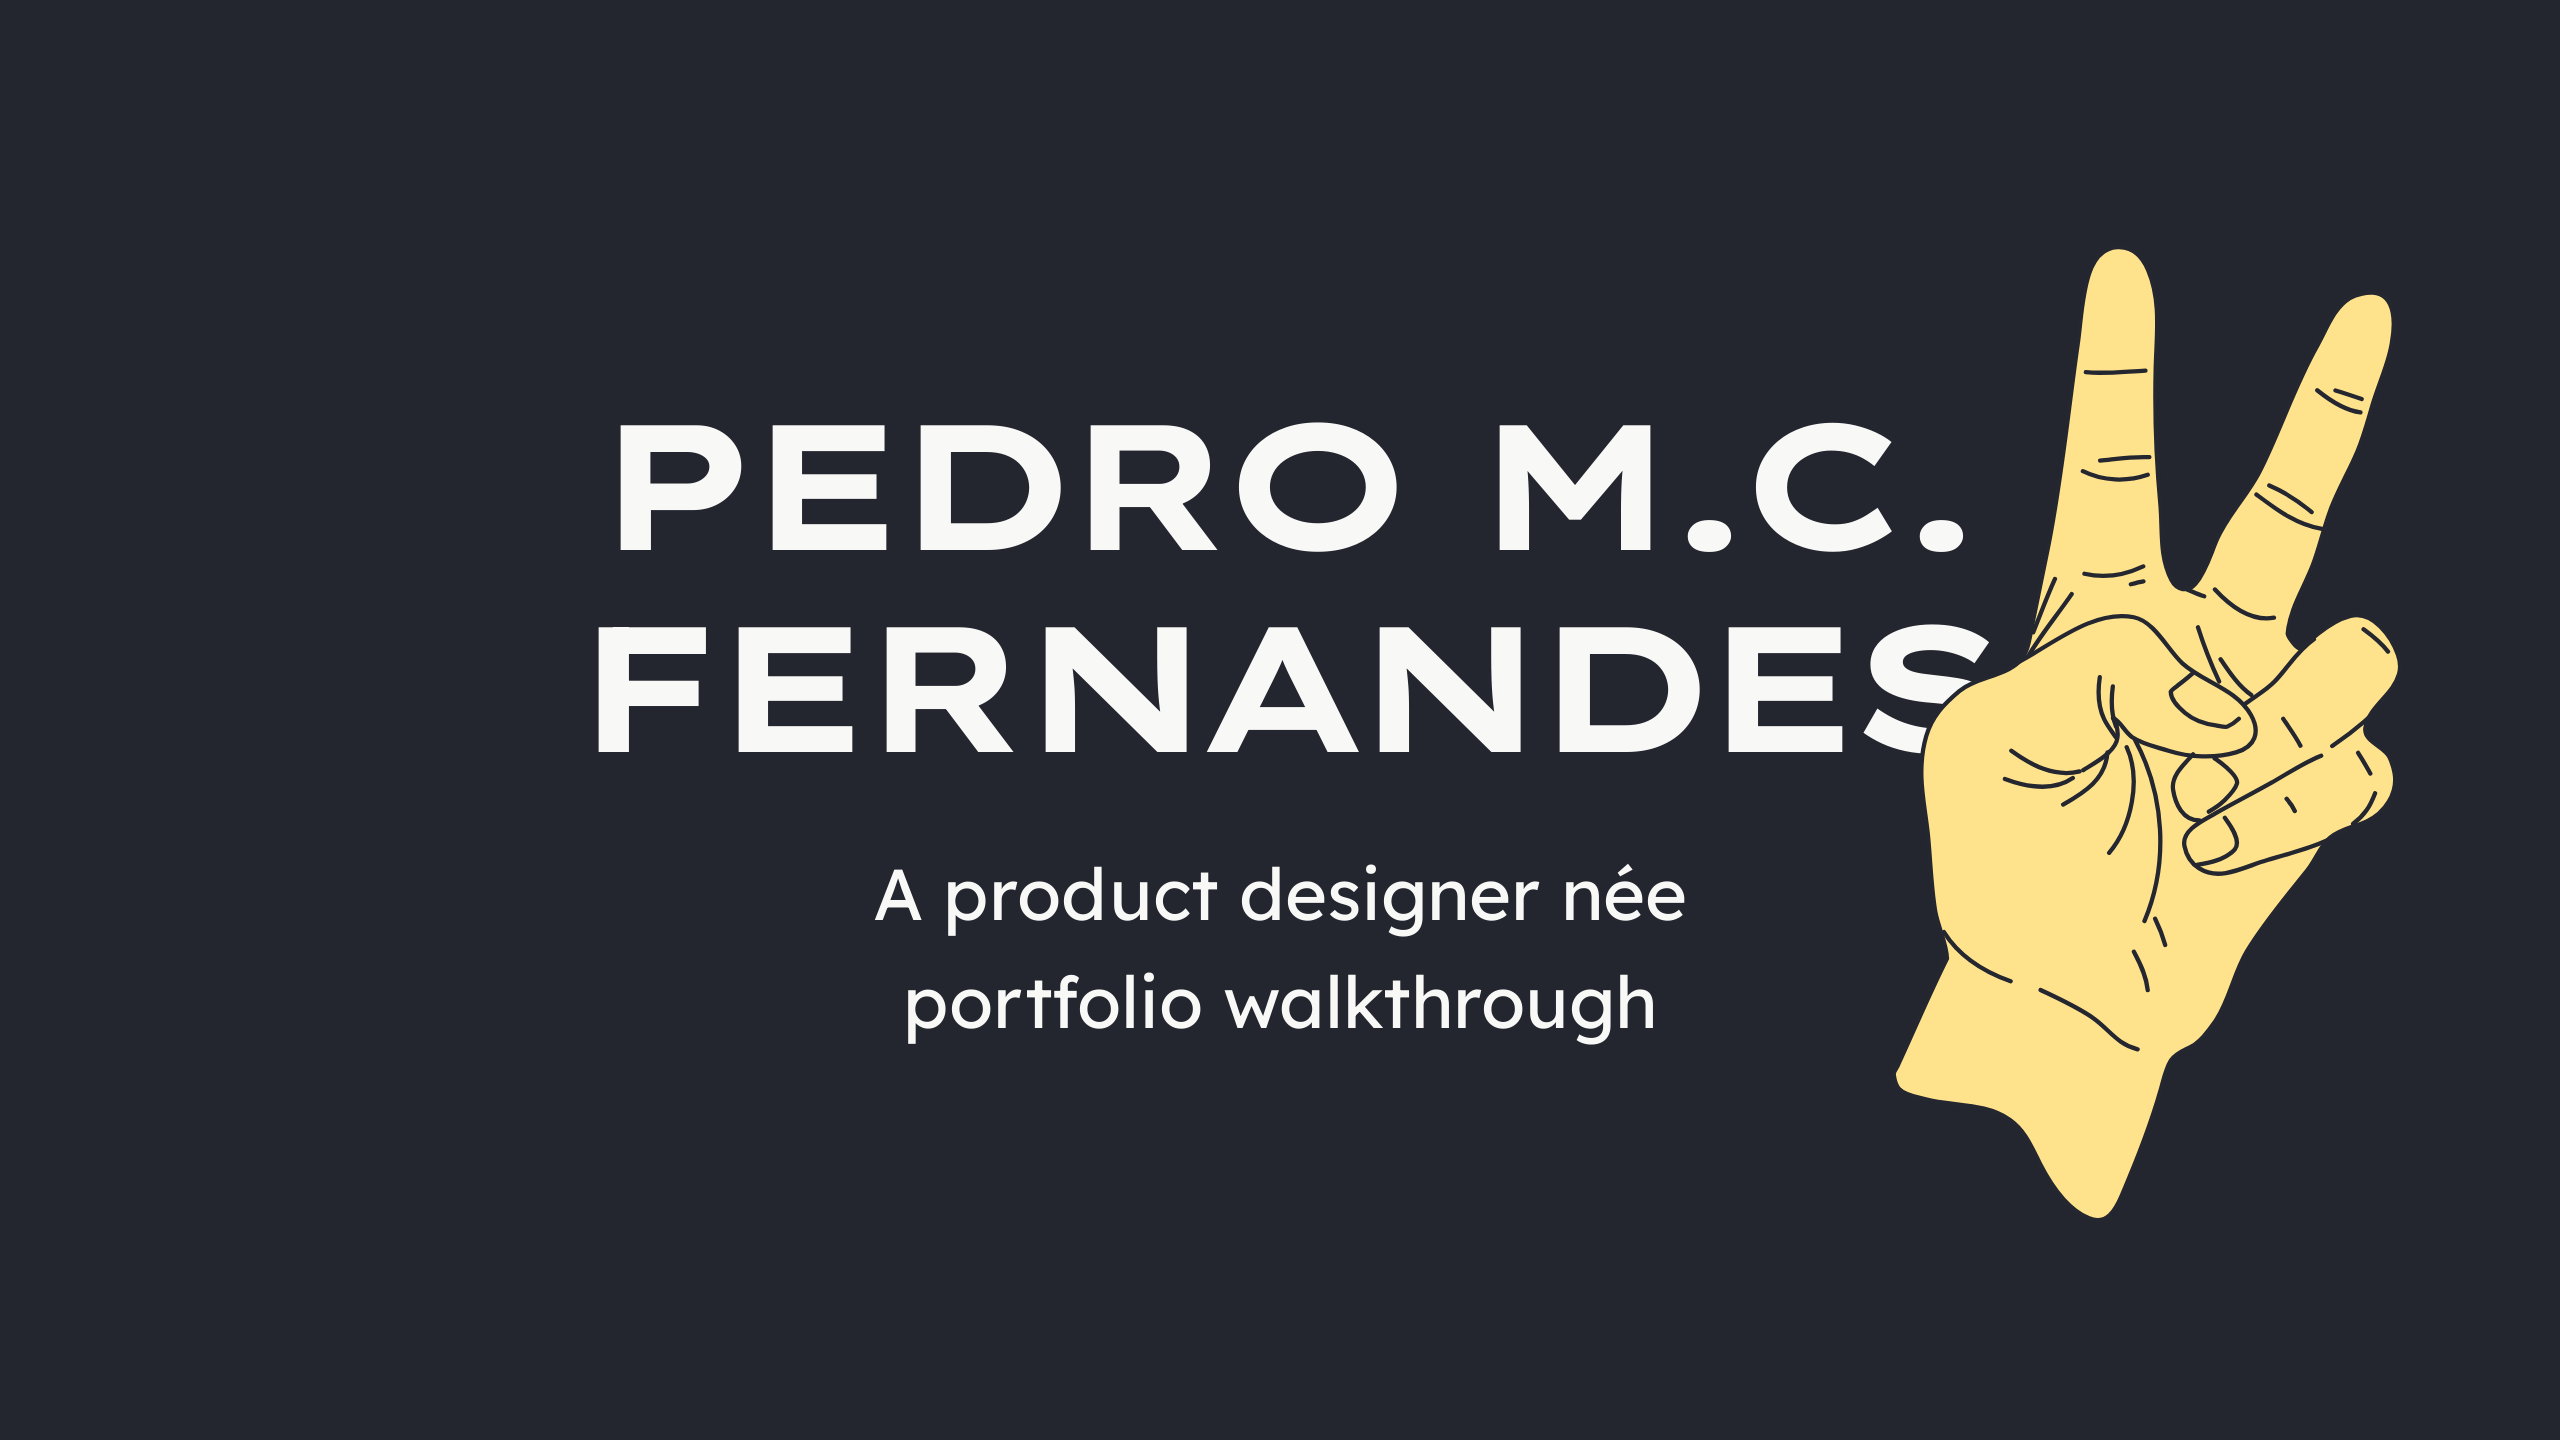 PEDRO M.C.
FERNANDES
A product designer née
portfolio walkthrough